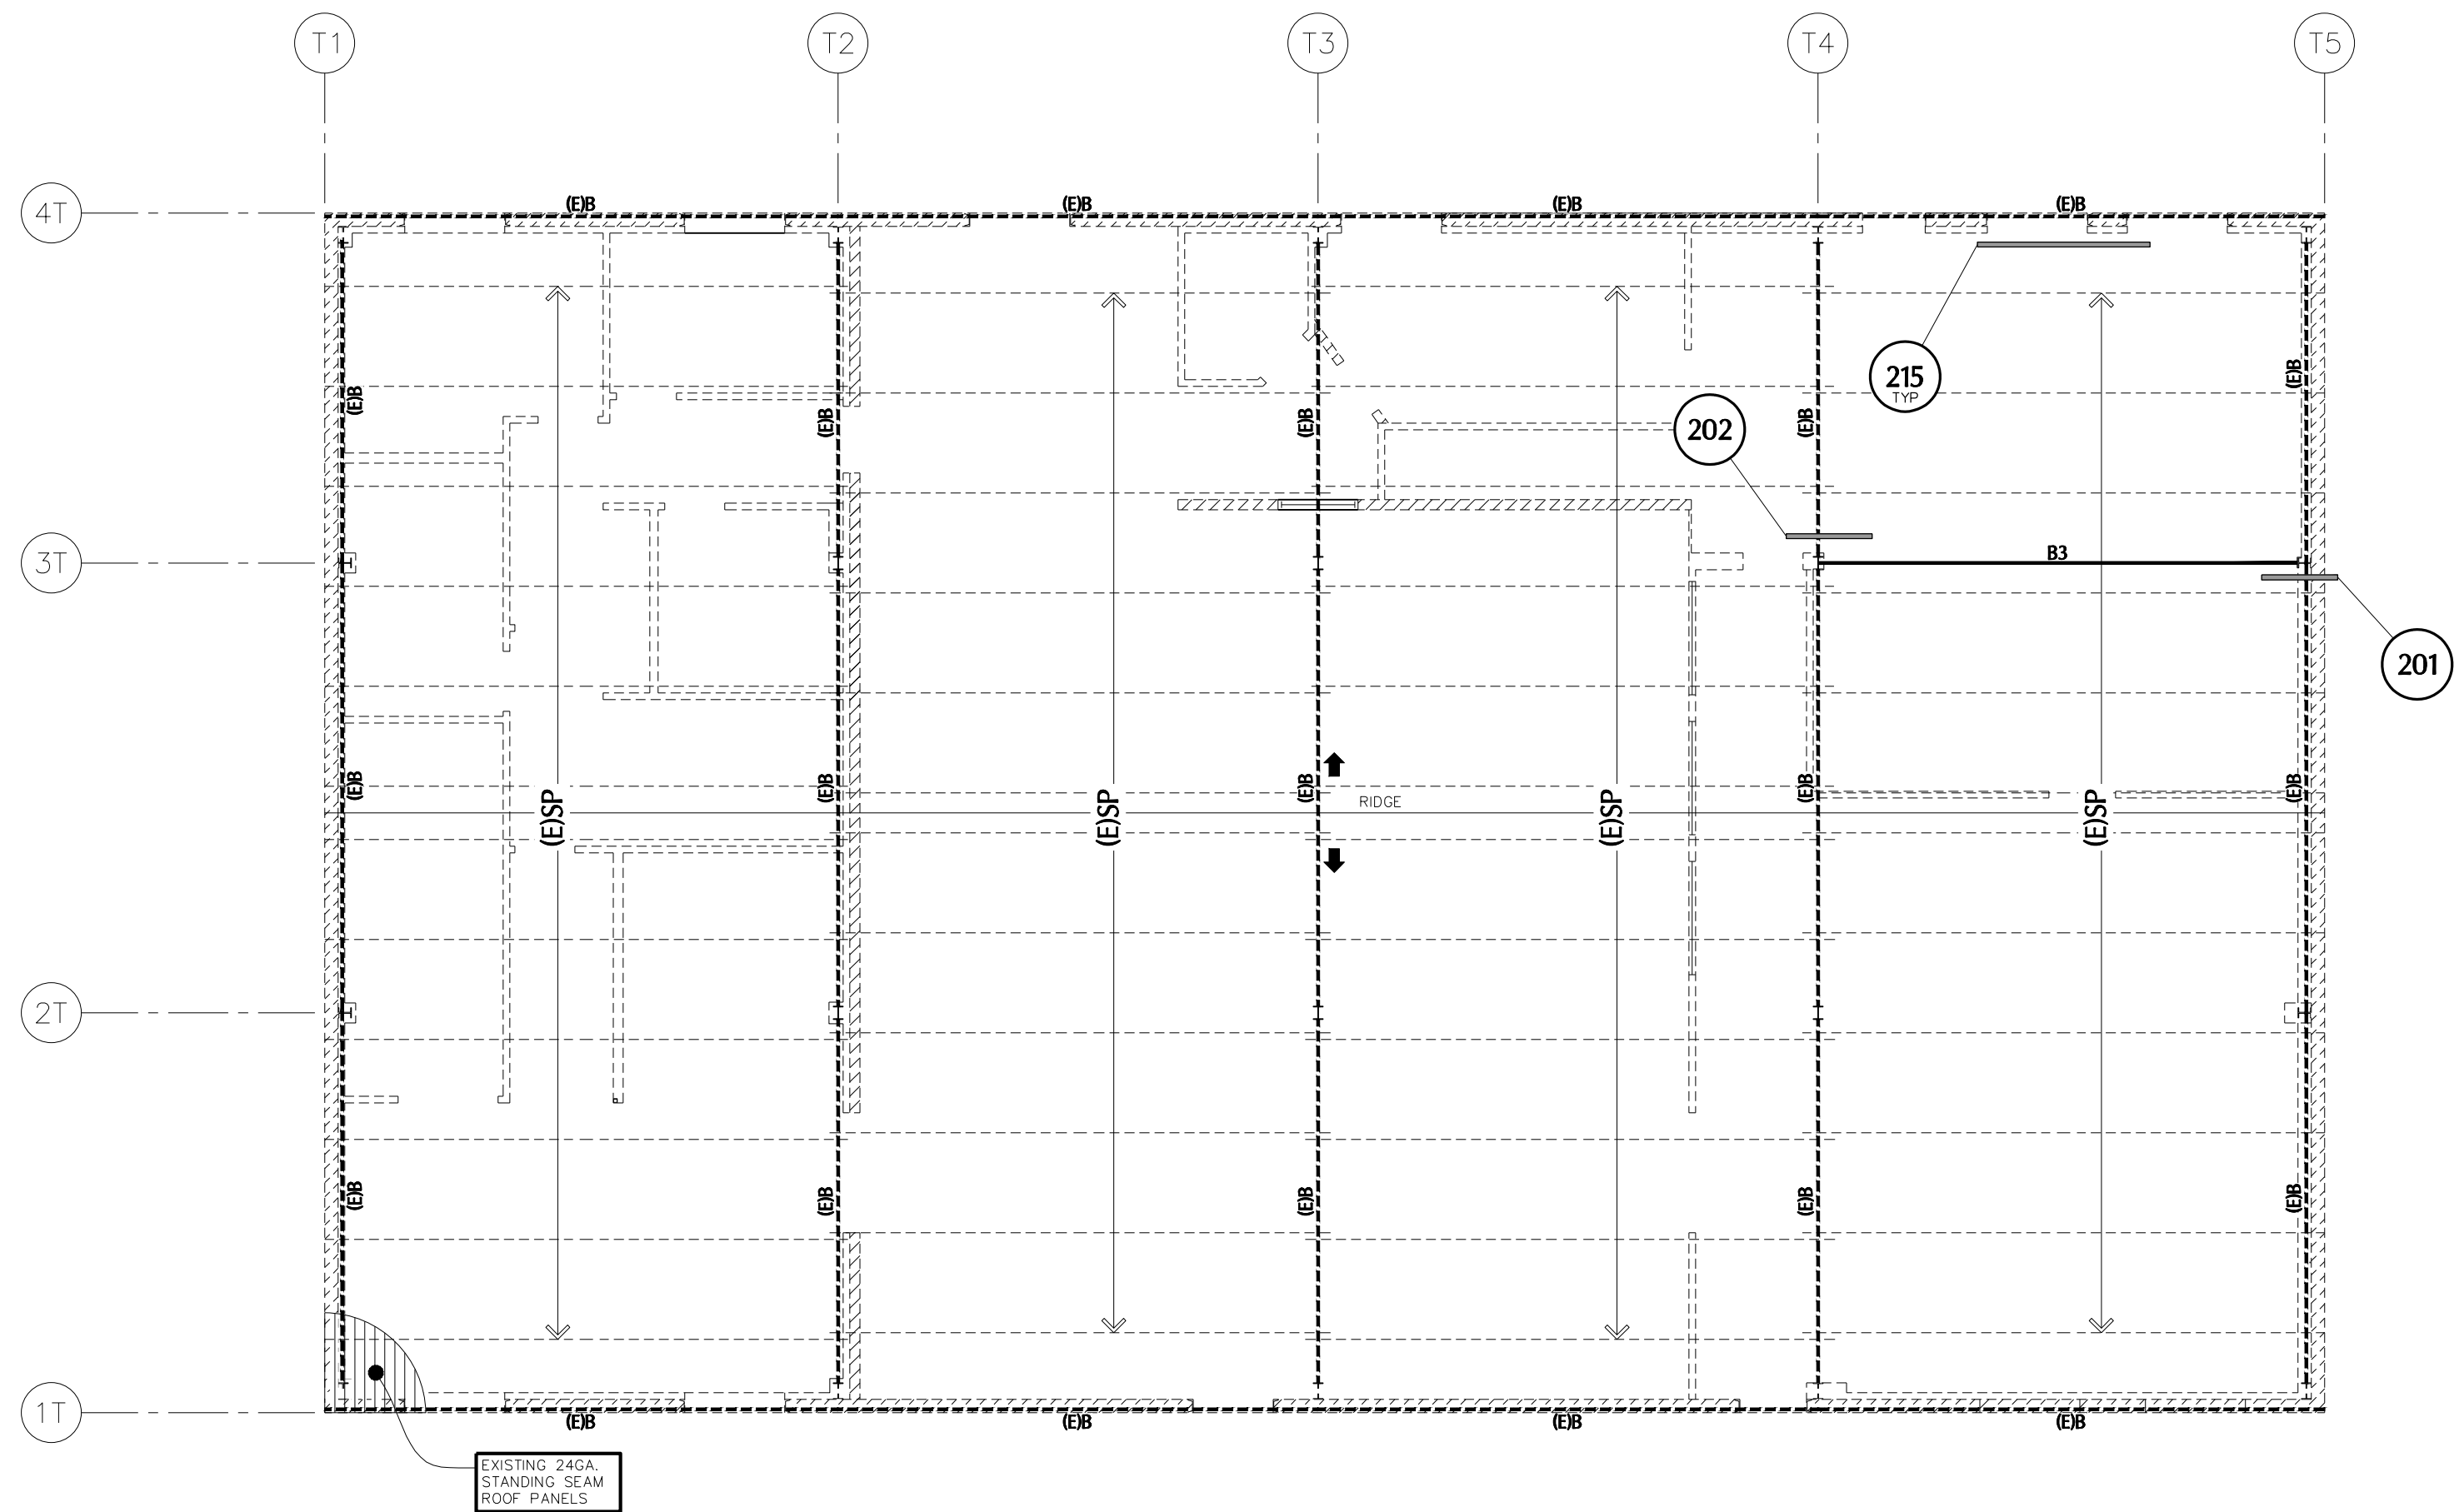 T1
T2
T3
T4
T5
4T
(E)B
(E)B
(E)B
(E)B
215
TYP
(E)B
(E)B
(E)B
(E)B
(E)B
202
3T
B3
201
(E)B
(E)B
(E)B
(E)B
(E)B
RIDGE
(E)SP
(E)SP
(E)SP
(E)SP
2T
(E)B
(E)B
(E)B
(E)B
(E)B
1T
(E)B
(E)B
(E)B
(E)B
EXISTING 24GA.
STANDING SEAM
ROOF PANELS